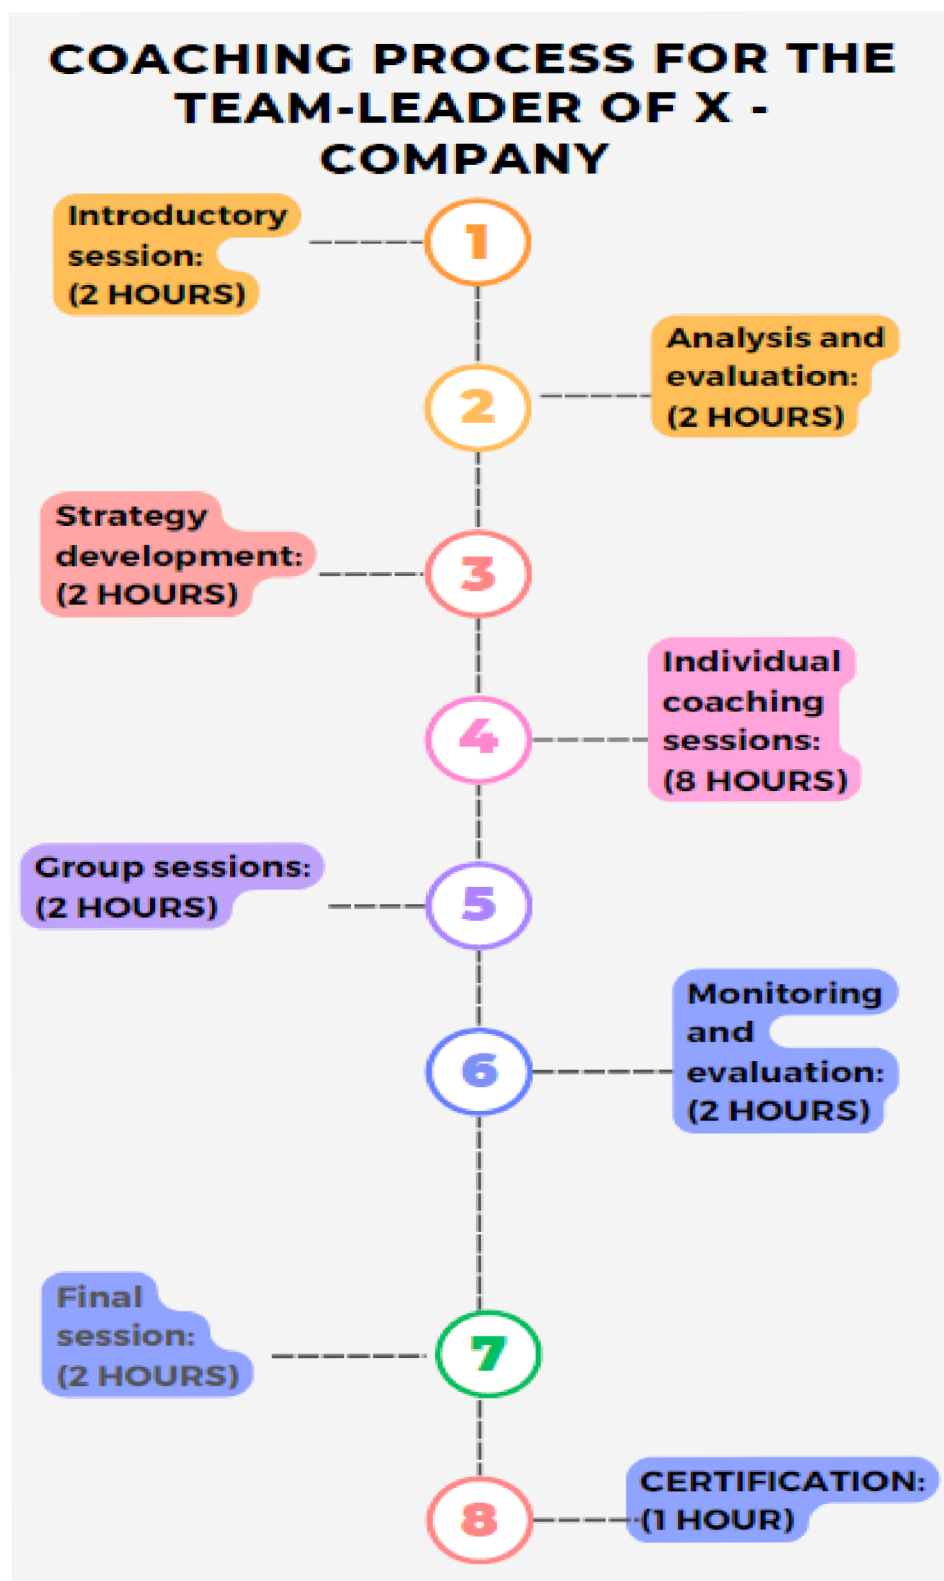 COACHING PROCESS FOR THE
TEAM-LEADER OF X -
COMPANY
Introductory
session:
(2 HOURS)
1
Analysis and
evaluation:
(2 HOURS)
2
Strategy
development:
(2 HOURS)
3
Individual
coaching
sessions:
(8 HOURS)
4
Group sessions:
(2 HOURS)
5
Monitoring
and
evaluation:
(2 HOURS)
6
Final
session:
(2 HOURS)
7
CERTIFICATION:
(1 HOUR)
8